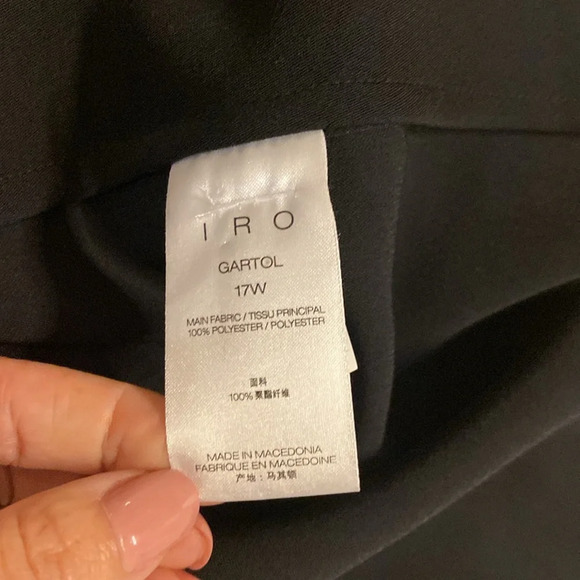 IRO
GARTOL
17W
MAIN FABRIC / TISSU PRINCIPAL
100% POLYESTER / POLYESTER
面料
100% 聚酯纤维
MADE IN MACEDONIA
FABRIQUE EN MACEDOINE
产地：马其顿